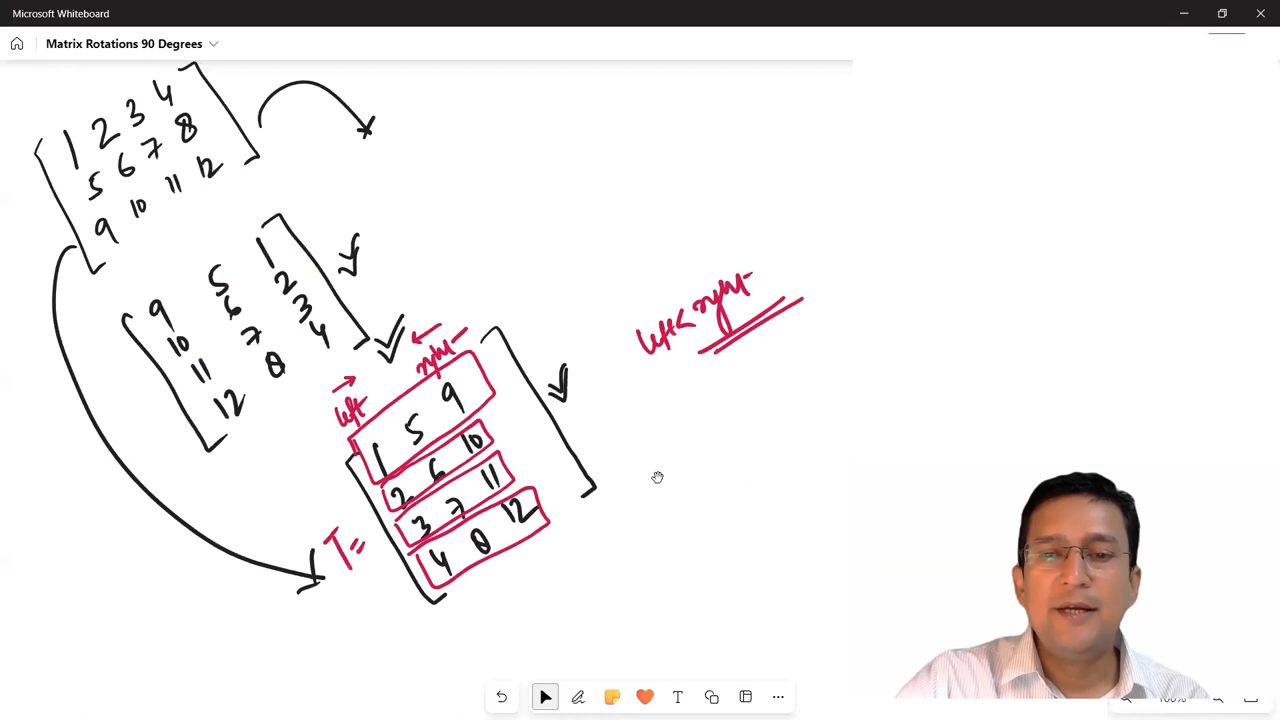 Microsoft Whiteboard
Matrix Rotations 90 Degrees
1 2 3 4
5 6 7 8
9 10 11 12
9 5 1
10 6 2
11 7 3
12 8 4
left right
left < right
1 5 9
2 6 10
3 7 11
4 8 12
T=
T
100%